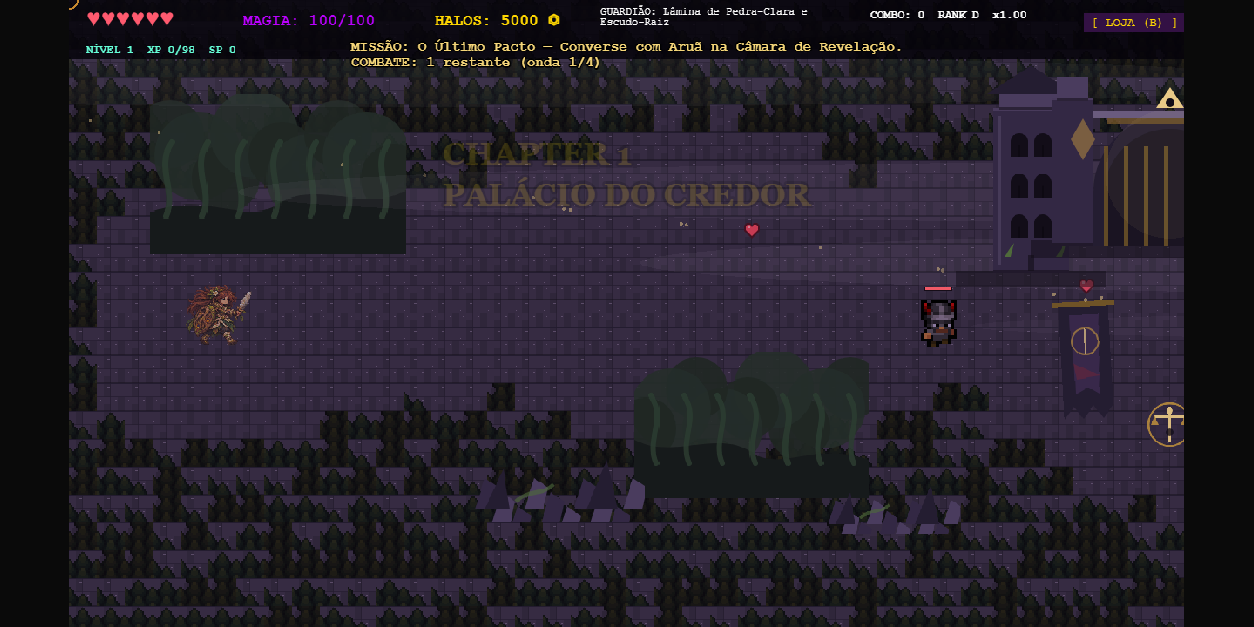 MAGIA: 100/100
HALOS: 5000
GUARDIÃO: Lâmina de Pedra-Clara e
Escudo-Raiz
COMBO: 0 RANK D x1.00
[ LOJA (B) ]
NÍVEL 1 XP 0/98 SP 0
MISSÃO: O Último Pacto — Converse com Aruã na Câmara de Revelação.
COMBATE: 1 restante (onda 1/4)
CHAPTER 1
PALÁCIO DO CREDOR